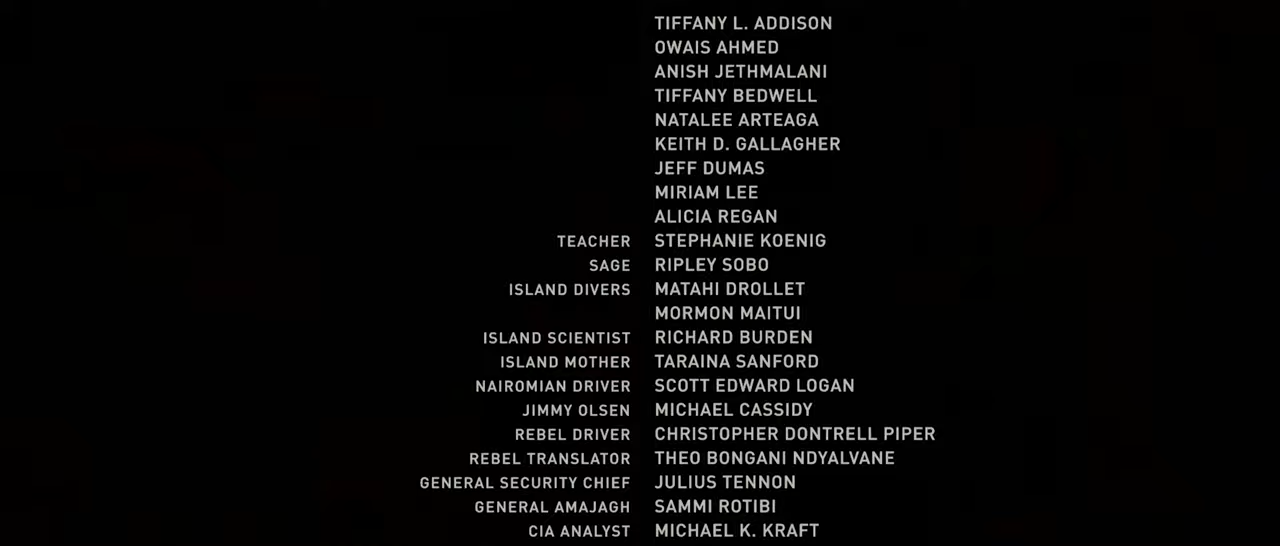 TIFFANY L. ADDISON
OWAIS AHMED
ANISH JETHMALANI
TIFFANY BEDWELL
NATALEE ARTEAGA
KEITH D. GALLAGHER
JEFF DUMAS
MIRIAM LEE
ALICIA REGAN
TEACHER STEPHANIE KOENIG
SAGE RIPLEY SOBO
ISLAND DIVERS MATAHI DROLLET
MORMON MAITUI
ISLAND SCIENTIST RICHARD BURDEN
ISLAND MOTHER TARAINA SANFORD
NAIROMIAN DRIVER SCOTT EDWARD LOGAN
JIMMY OLSEN MICHAEL CASSIDY
REBEL DRIVER CHRISTOPHER DONTRELL PIPER
REBEL TRANSLATOR THEO BONGANI NDYALVANE
GENERAL SECURITY CHIEF JULIUS TENNON
GENERAL AMAJAGH SAMMI ROTIBI
CIA ANALYST MICHAEL K. KRAFT